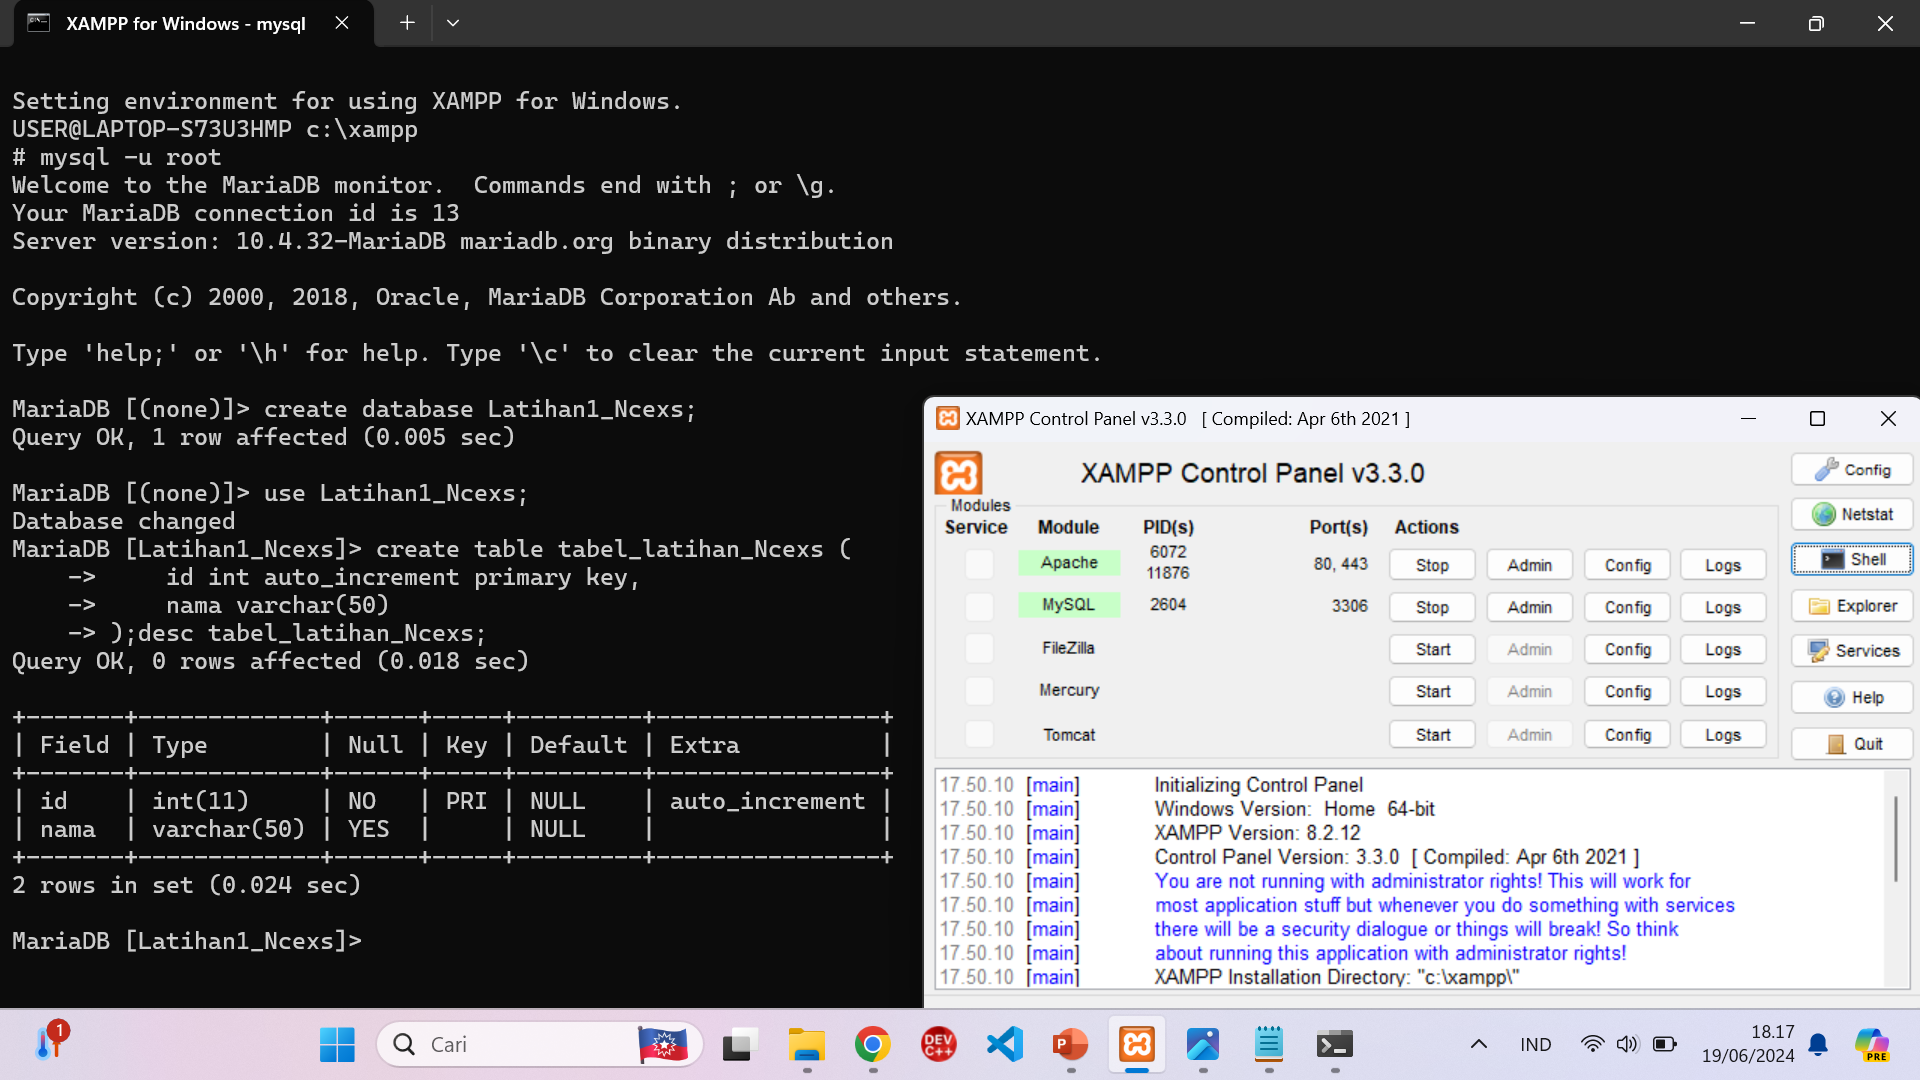 XAMPP for Windows - mysql
Setting environment for using XAMPP for Windows.
USER@LAPTOP-S73U3HMP c:\xampp
# mysql -u root
Welcome to the MariaDB monitor.  Commands end with ; or \g.
Your MariaDB connection id is 13
Server version: 10.4.32-MariaDB mariadb.org binary distribution
Copyright (c) 2000, 2018, Oracle, MariaDB Corporation Ab and others.
Type 'help;' or '\h' for help. Type '\c' to clear the current input statement.
MariaDB [(none)]> create database Latihan1_Ncexs;
Query OK, 1 row affected (0.005 sec)
MariaDB [(none)]> use Latihan1_Ncexs;
Database changed
MariaDB [Latihan1_Ncexs]> create table tabel_latihan_Ncexs (
    ->     id int auto_increment primary key,
    ->     nama varchar(50)
    -> );desc tabel_latihan_Ncexs;
Query OK, 0 rows affected (0.018 sec)
+-------+-------------+------+-----+---------+----------------+
| Field | Type        | Null | Key | Default | Extra          |
+-------+-------------+------+-----+---------+----------------+
| id    | int(11)     | NO   | PRI | NULL    | auto_increment |
| nama  | varchar(50) | YES  |     | NULL    |                |
+-------+-------------+------+-----+---------+----------------+
2 rows in set (0.024 sec)
MariaDB [Latihan1_Ncexs]>
XAMPP Control Panel v3.3.0   [ Compiled: Apr 6th 2021 ]
XAMPP Control Panel v3.3.0
Config
Netstat
Shell
Explorer
Services
Help
Quit
Modules
Service Module PID(s) Port(s) Actions
Apache 6072 11876 80, 443 Stop Admin Config Logs
MySQL 2604 3306 Stop Admin Config Logs
FileZilla Start Admin Config Logs
Mercury Start Admin Config Logs
Tomcat Start Admin Config Logs
17.50.10 [main] Initializing Control Panel
17.50.10 [main] Windows Version:  Home  64-bit
17.50.10 [main] XAMPP Version: 8.2.12
17.50.10 [main] Control Panel Version: 3.3.0  [ Compiled: Apr 6th 2021 ]
17.50.10 [main] You are not running with administrator rights! This will work for
17.50.10 [main] most application stuff but whenever you do something with services
17.50.10 [main] there will be a security dialogue or things will break! So think
17.50.10 [main] about running this application with administrator rights!
17.50.10 [main] XAMPP Installation Directory: "c:\xampp\"
1
Cari
DEV C++
IND
18.17
19/06/2024
PRE